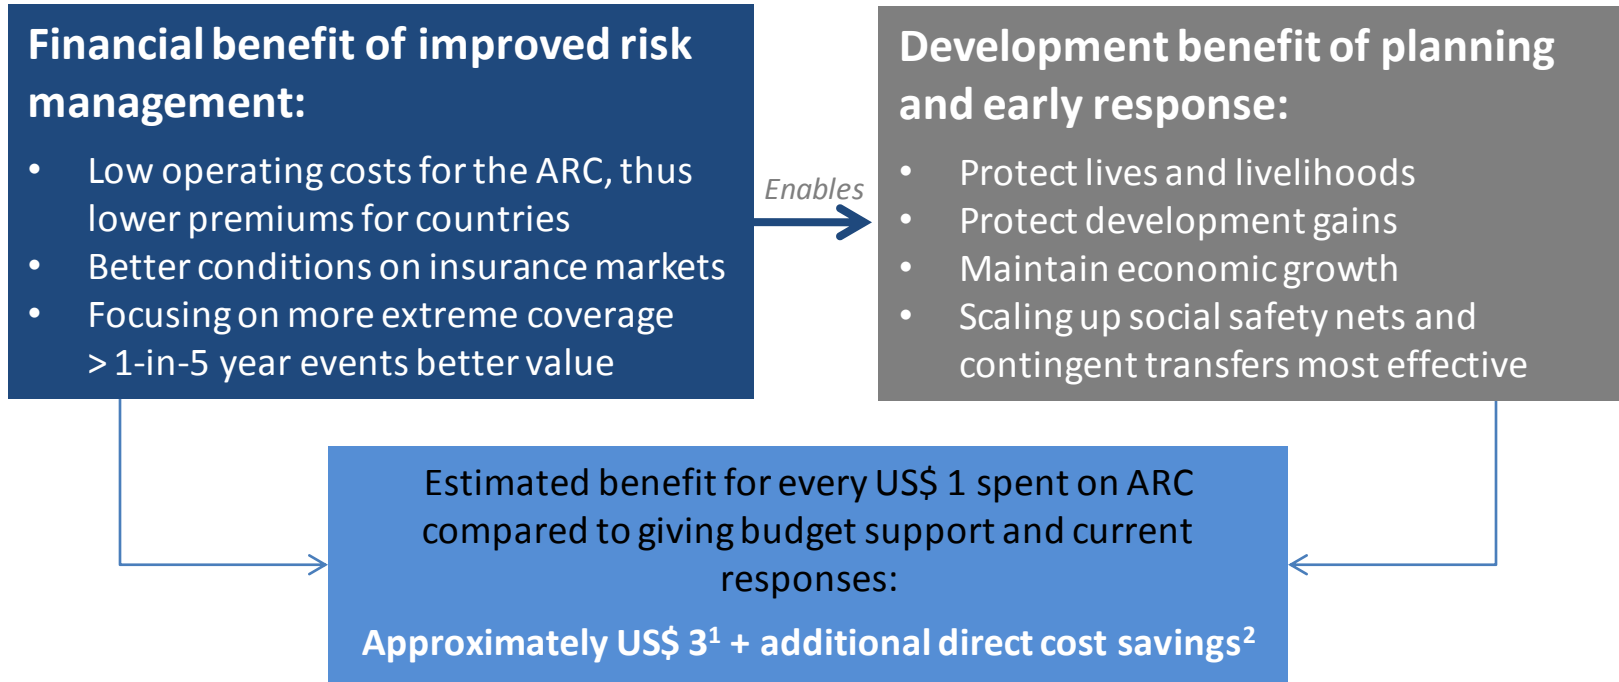 Financial benefit of improved risk
management:
• Low operating costs for the ARC, thus
lower premiums for countries
• Better conditions on insurance markets
• Focusing on more extreme coverage
> 1-in-5 year events better value
Enables
Development benefit of planning
and early response:
• Protect lives and livelihoods
• Protect development gains
• Maintain economic growth
• Scaling up social safety nets and
contingent transfers most effective
Estimated benefit for every US$ 1 spent on ARC
compared to giving budget support and current
responses:
Approximately US$ 3¹ + additional direct cost savings²